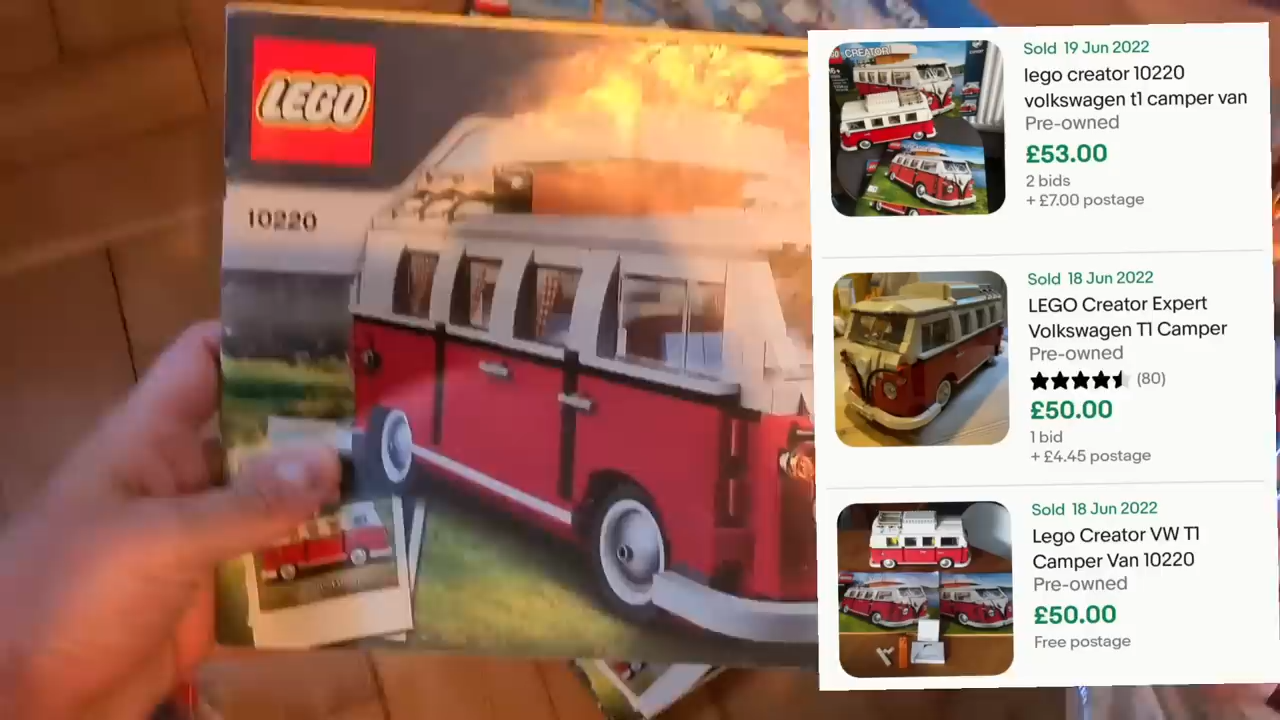 LEGO
10220
CREATOR
Sold 19 Jun 2022
lego creator 10220
volkswagen t1 camper van
Pre-owned
£53.00
2 bids
+ £7.00 postage
Sold 18 Jun 2022
LEGO Creator Expert
Volkswagen T1 Camper
Pre-owned
(80)
£50.00
1 bid
+ £4.45 postage
Sold 18 Jun 2022
Lego Creator VW T1
Camper Van 10220
Pre-owned
£50.00
Free postage